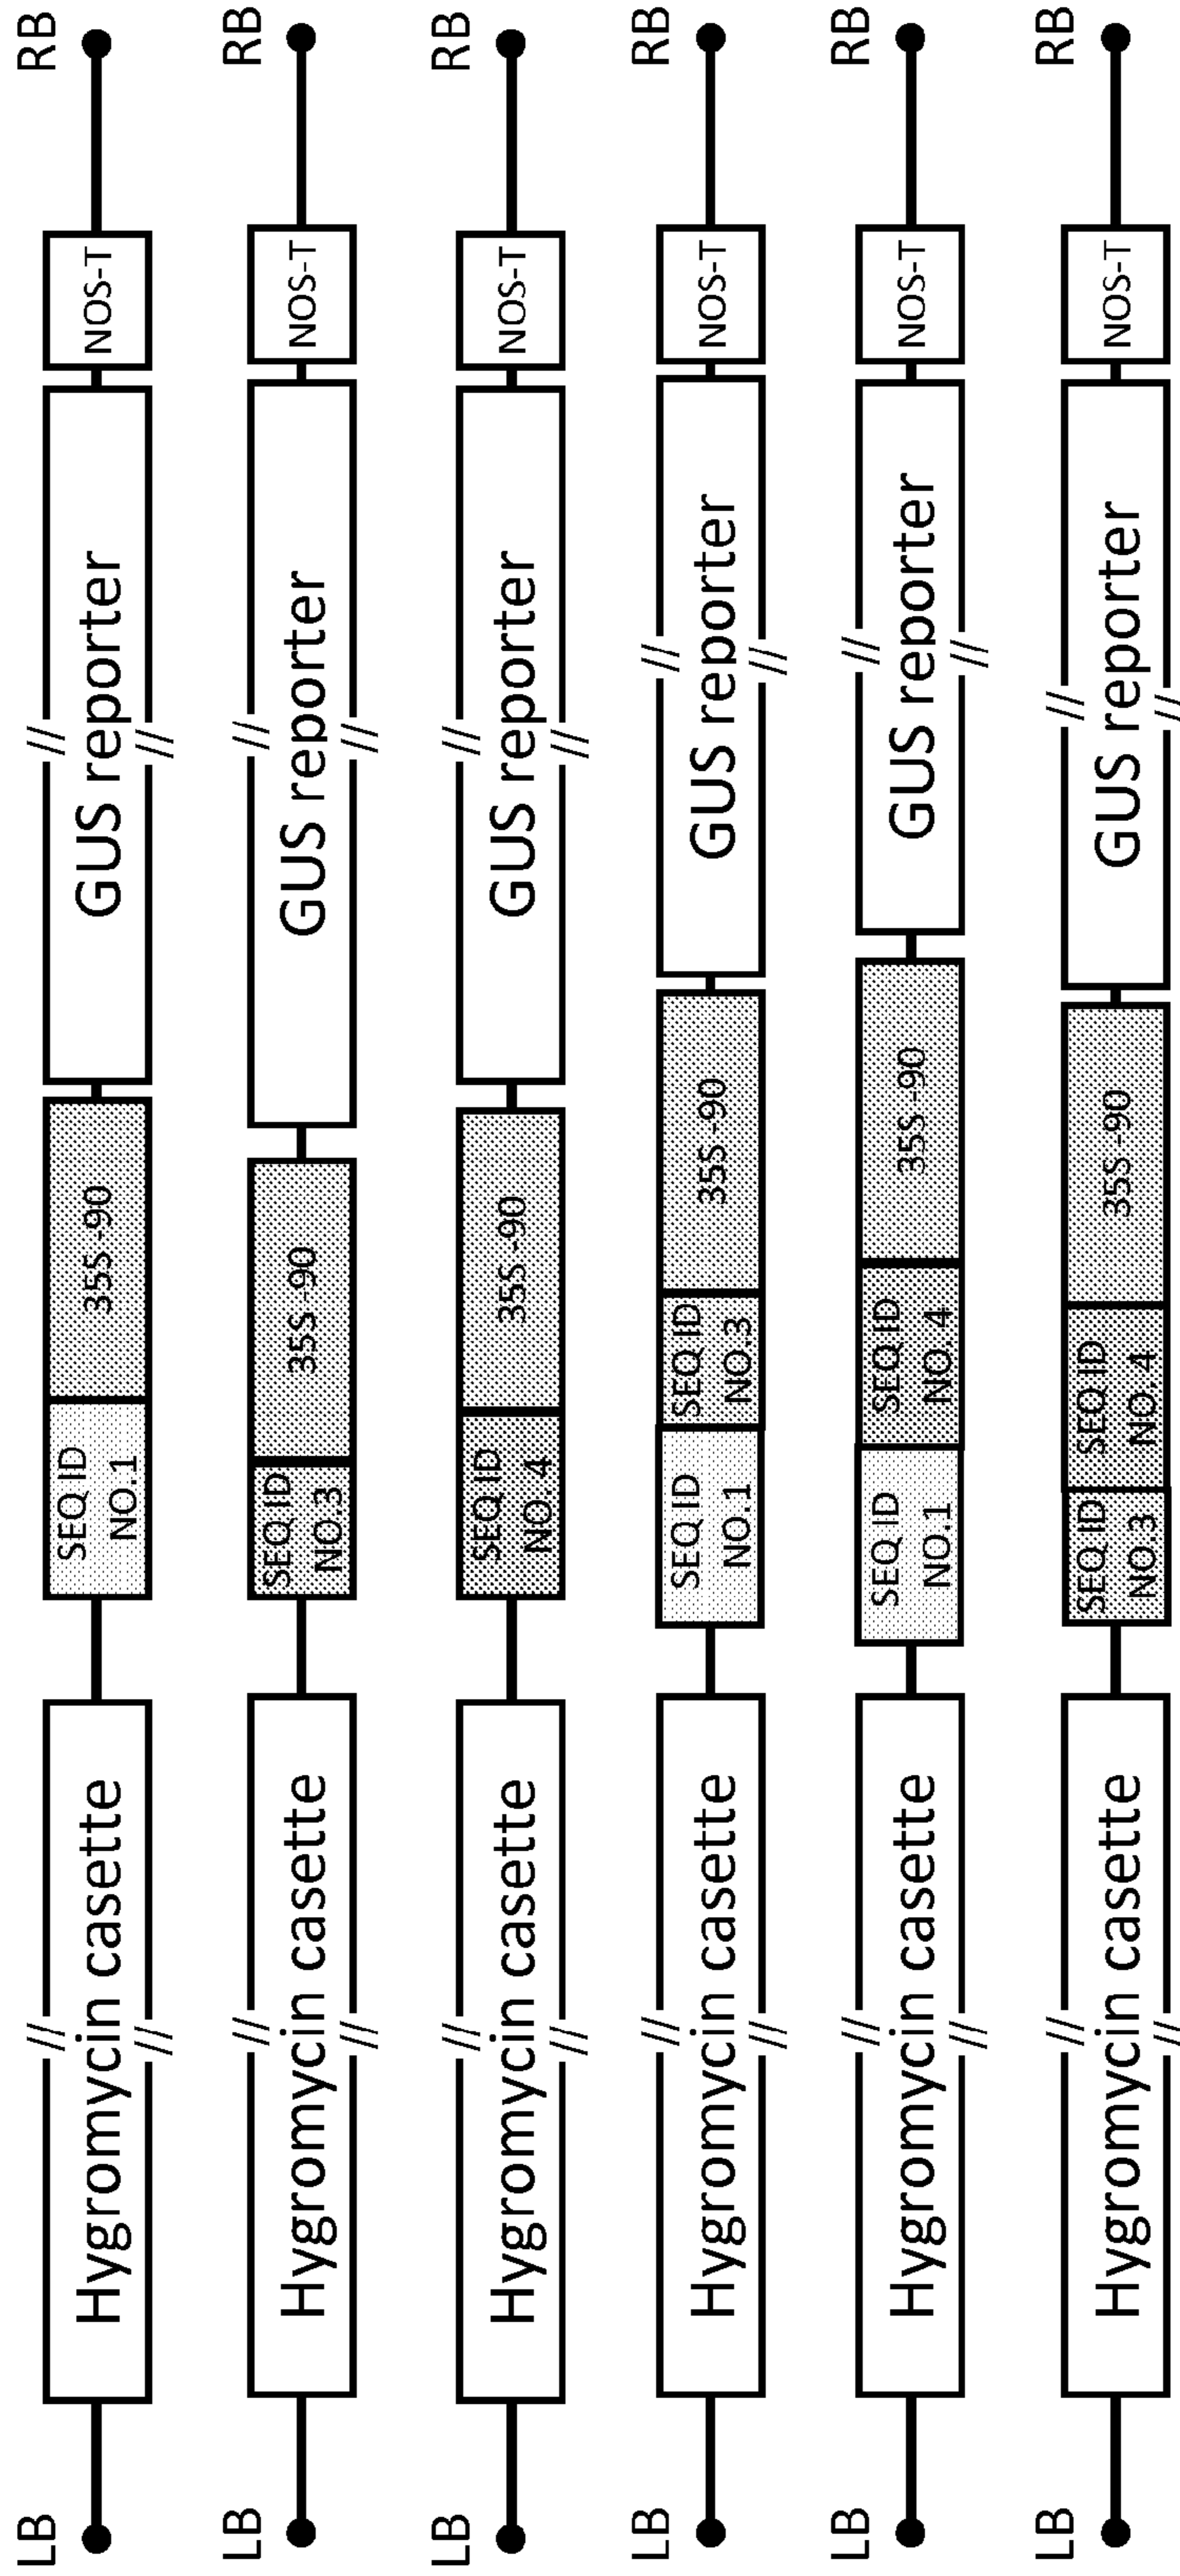 LB
Hygromycin casette
SEQ ID
NO.1
35S -90
GUS reporter
NOS-T
RB
LB
Hygromycin casette
SEQ ID
NO.3
35S -90
GUS reporter
NOS-T
RB
LB
Hygromycin casette
SEQ ID
NO. 4
35S -90
GUS reporter
NOS-T
RB
LB
Hygromycin casette
SEQ ID
NO.1
SEQ ID
NO.3
35S -90
GUS reporter
NOS-T
RB
LB
Hygromycin casette
SEQ ID
NO.1
SEQ ID
NO. 4
35S -90
GUS reporter
NOS-T
RB
LB
Hygromycin casette
SEQ ID
NO.3
SEQ ID
NO. 4
35S -90
GUS reporter
NOS-T
RB